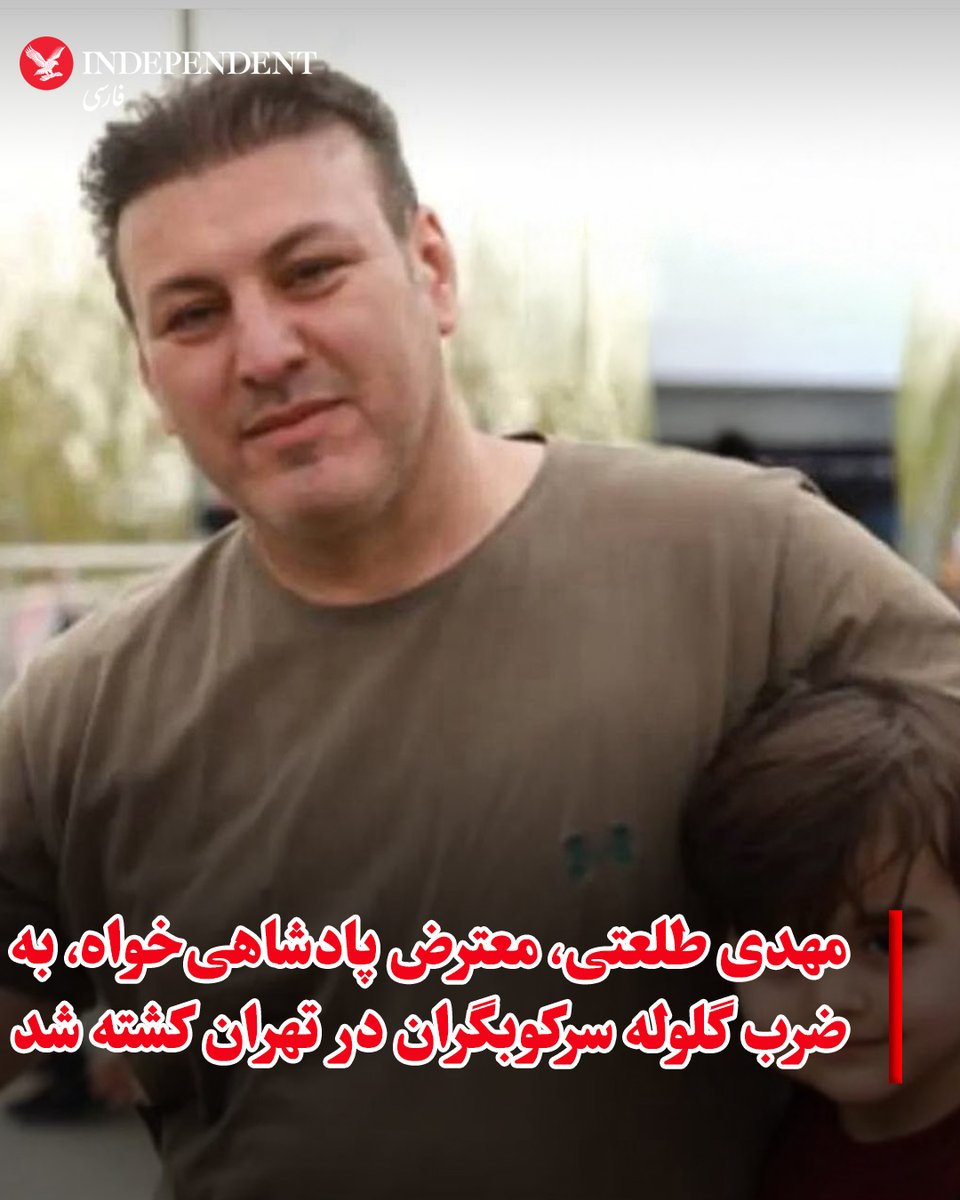 INDEPENDENT
فارسی
مهدی طلعتی، معترض پادشاهی‌خواه، به
ضرب گلوله سرکوبگران در تهران کشته شد